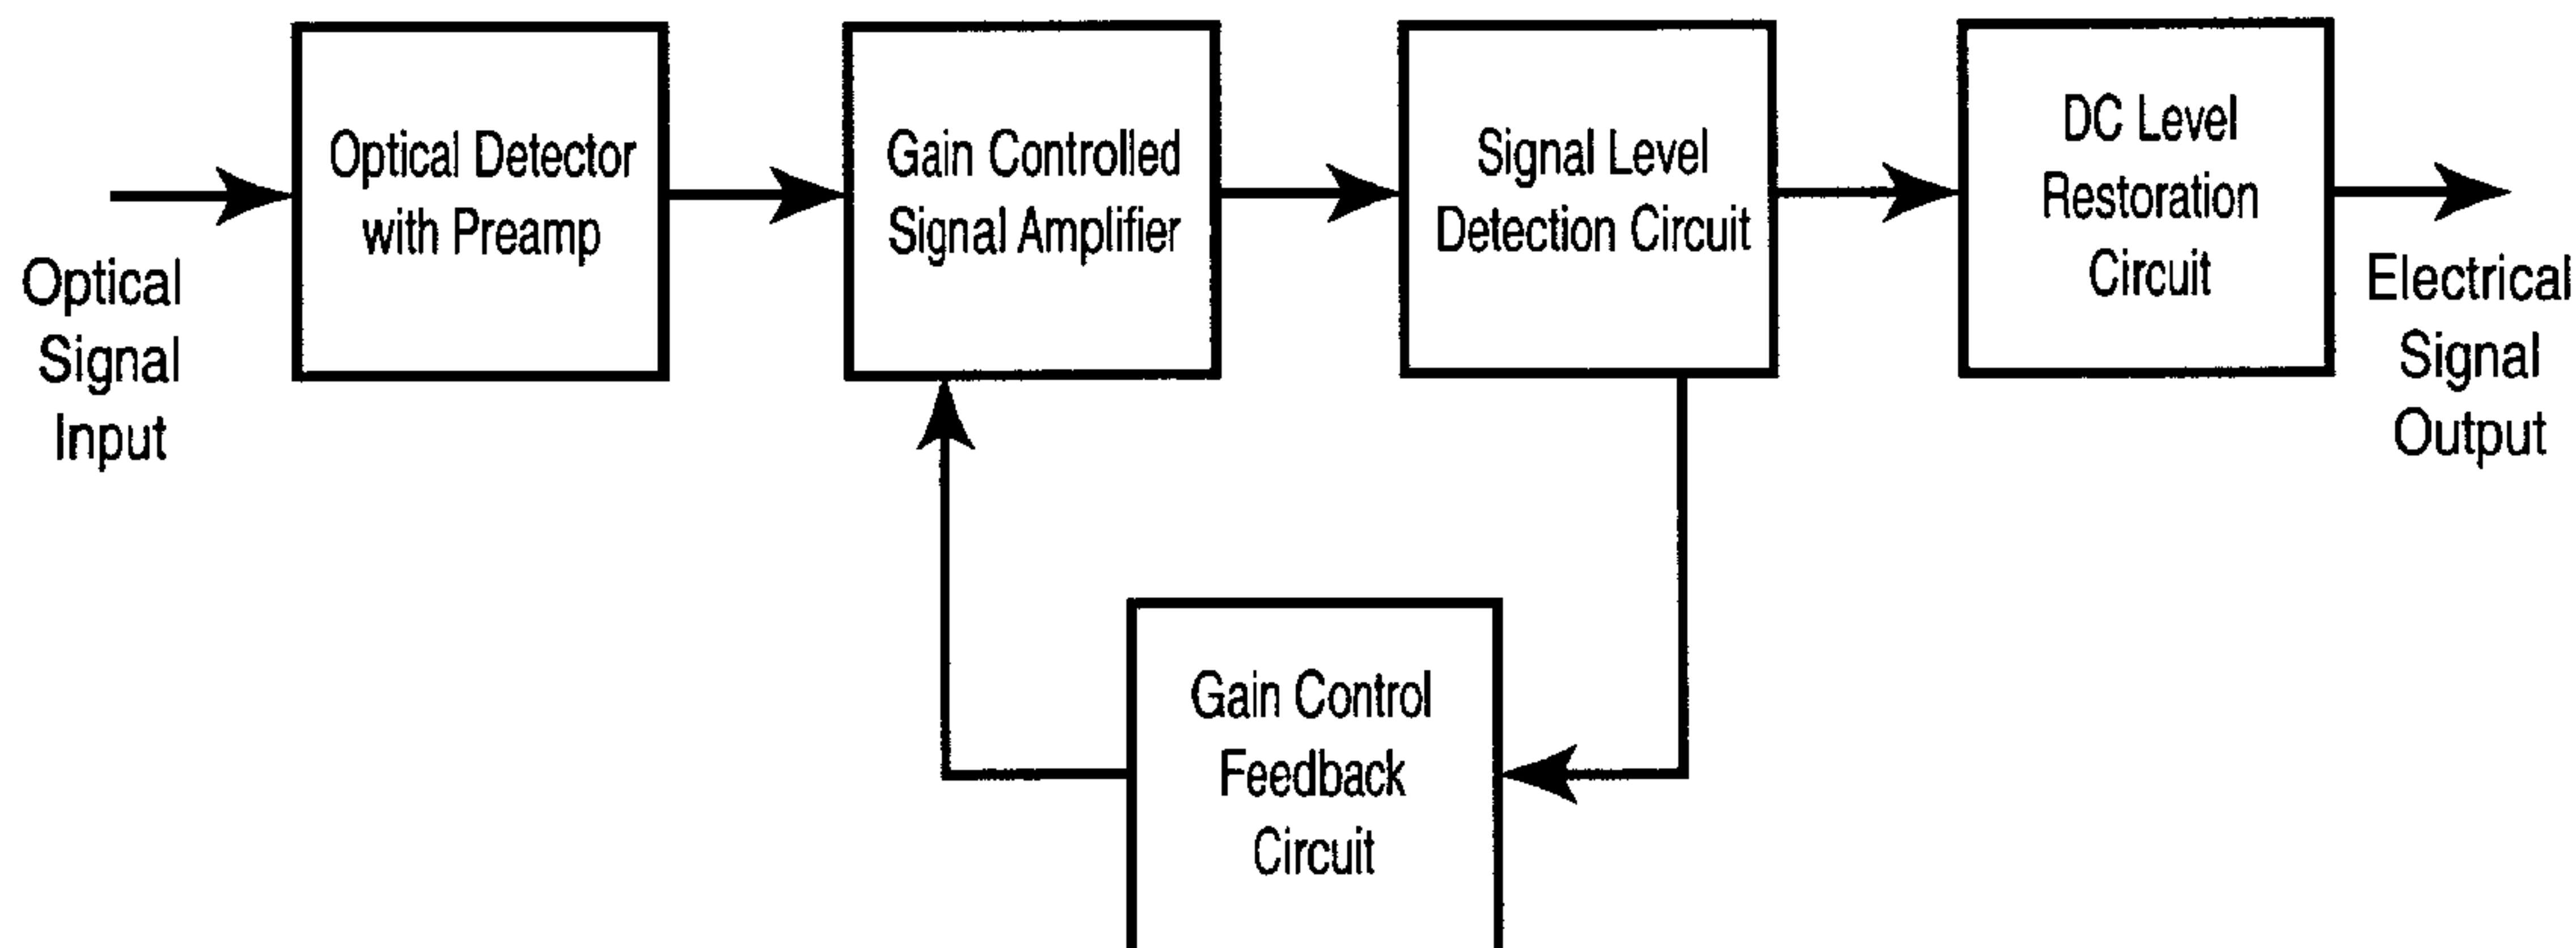 Optical
Signal
Input
Optical Detector
with Preamp
Gain Controlled
Signal Amplifier
Signal Level
Detection Circuit
DC Level
Restoration
Circuit
Electrical
Signal
Output
Gain Control
Feedback
Circuit